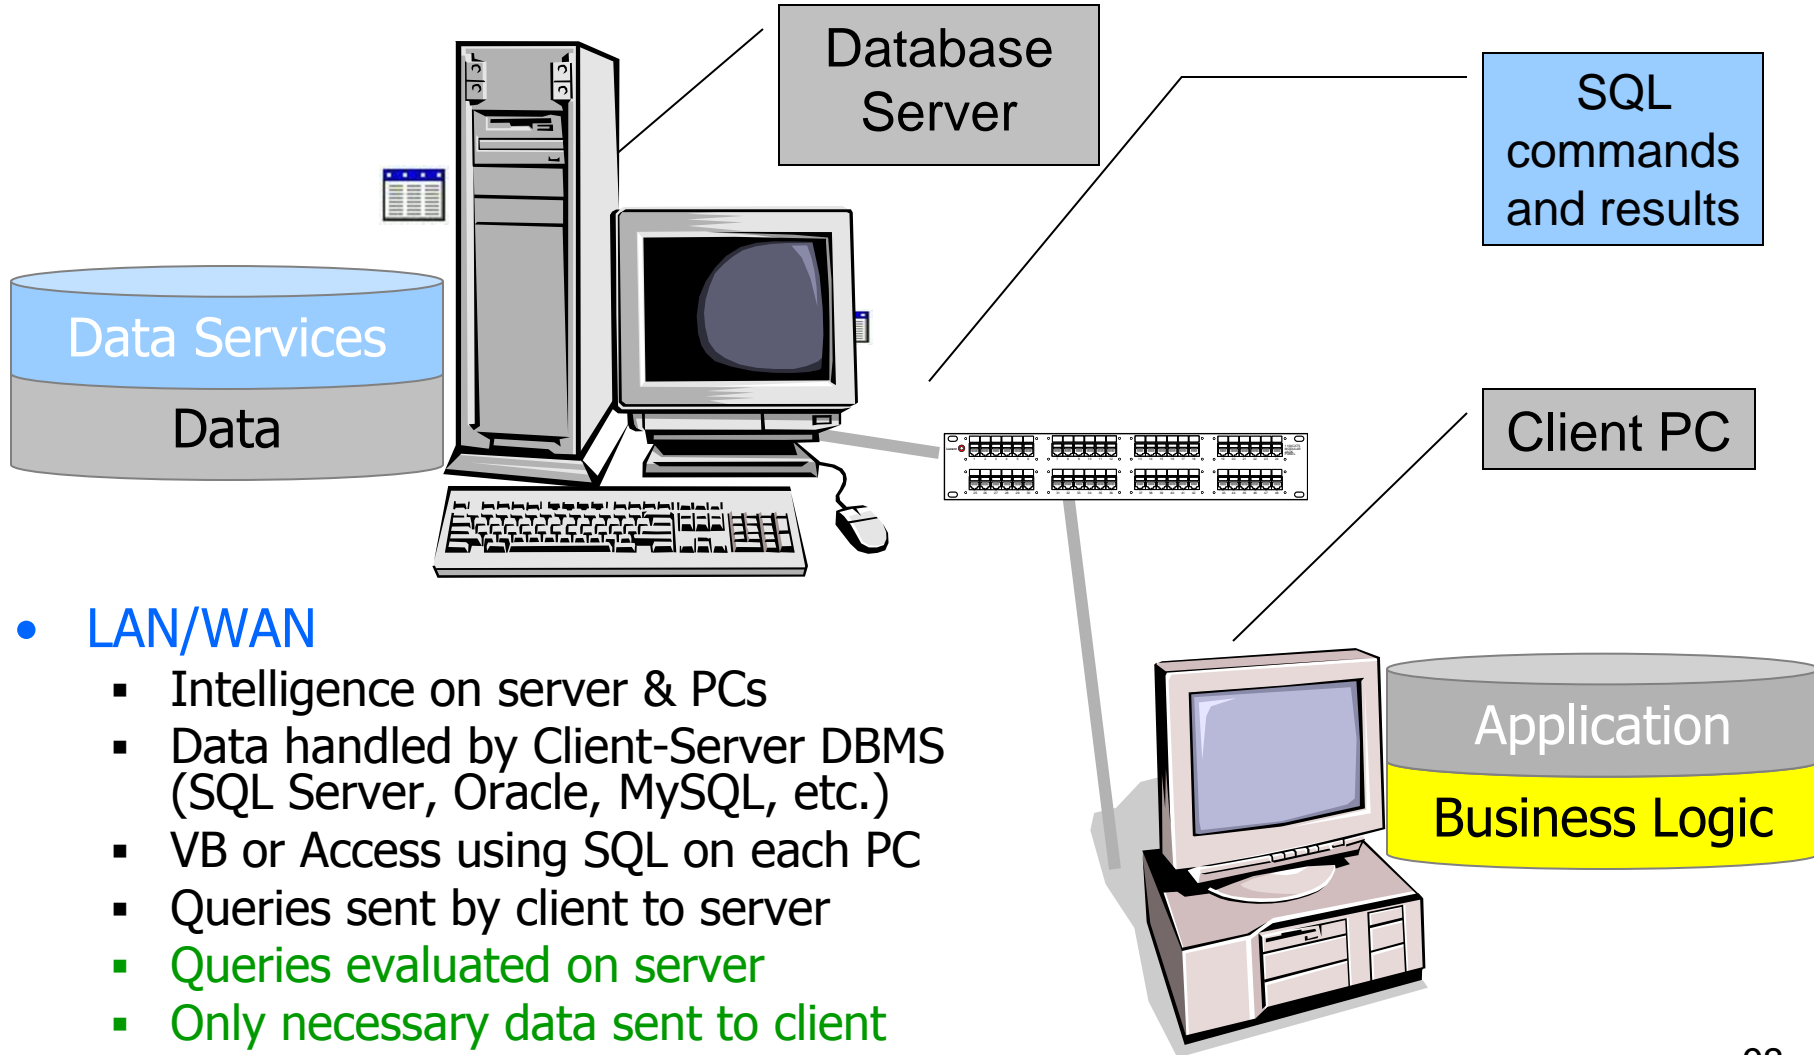 Database
Server
SQL
commands
and results
Data Services
Data
Client PC
• LAN/WAN
▪ Intelligence on server & PCs
▪ Data handled by Client-Server DBMS
(SQL Server, Oracle, MySQL, etc.)
▪ VB or Access using SQL on each PC
▪ Queries sent by client to server
▪ Queries evaluated on server
▪ Only necessary data sent to client
Application
Business Logic